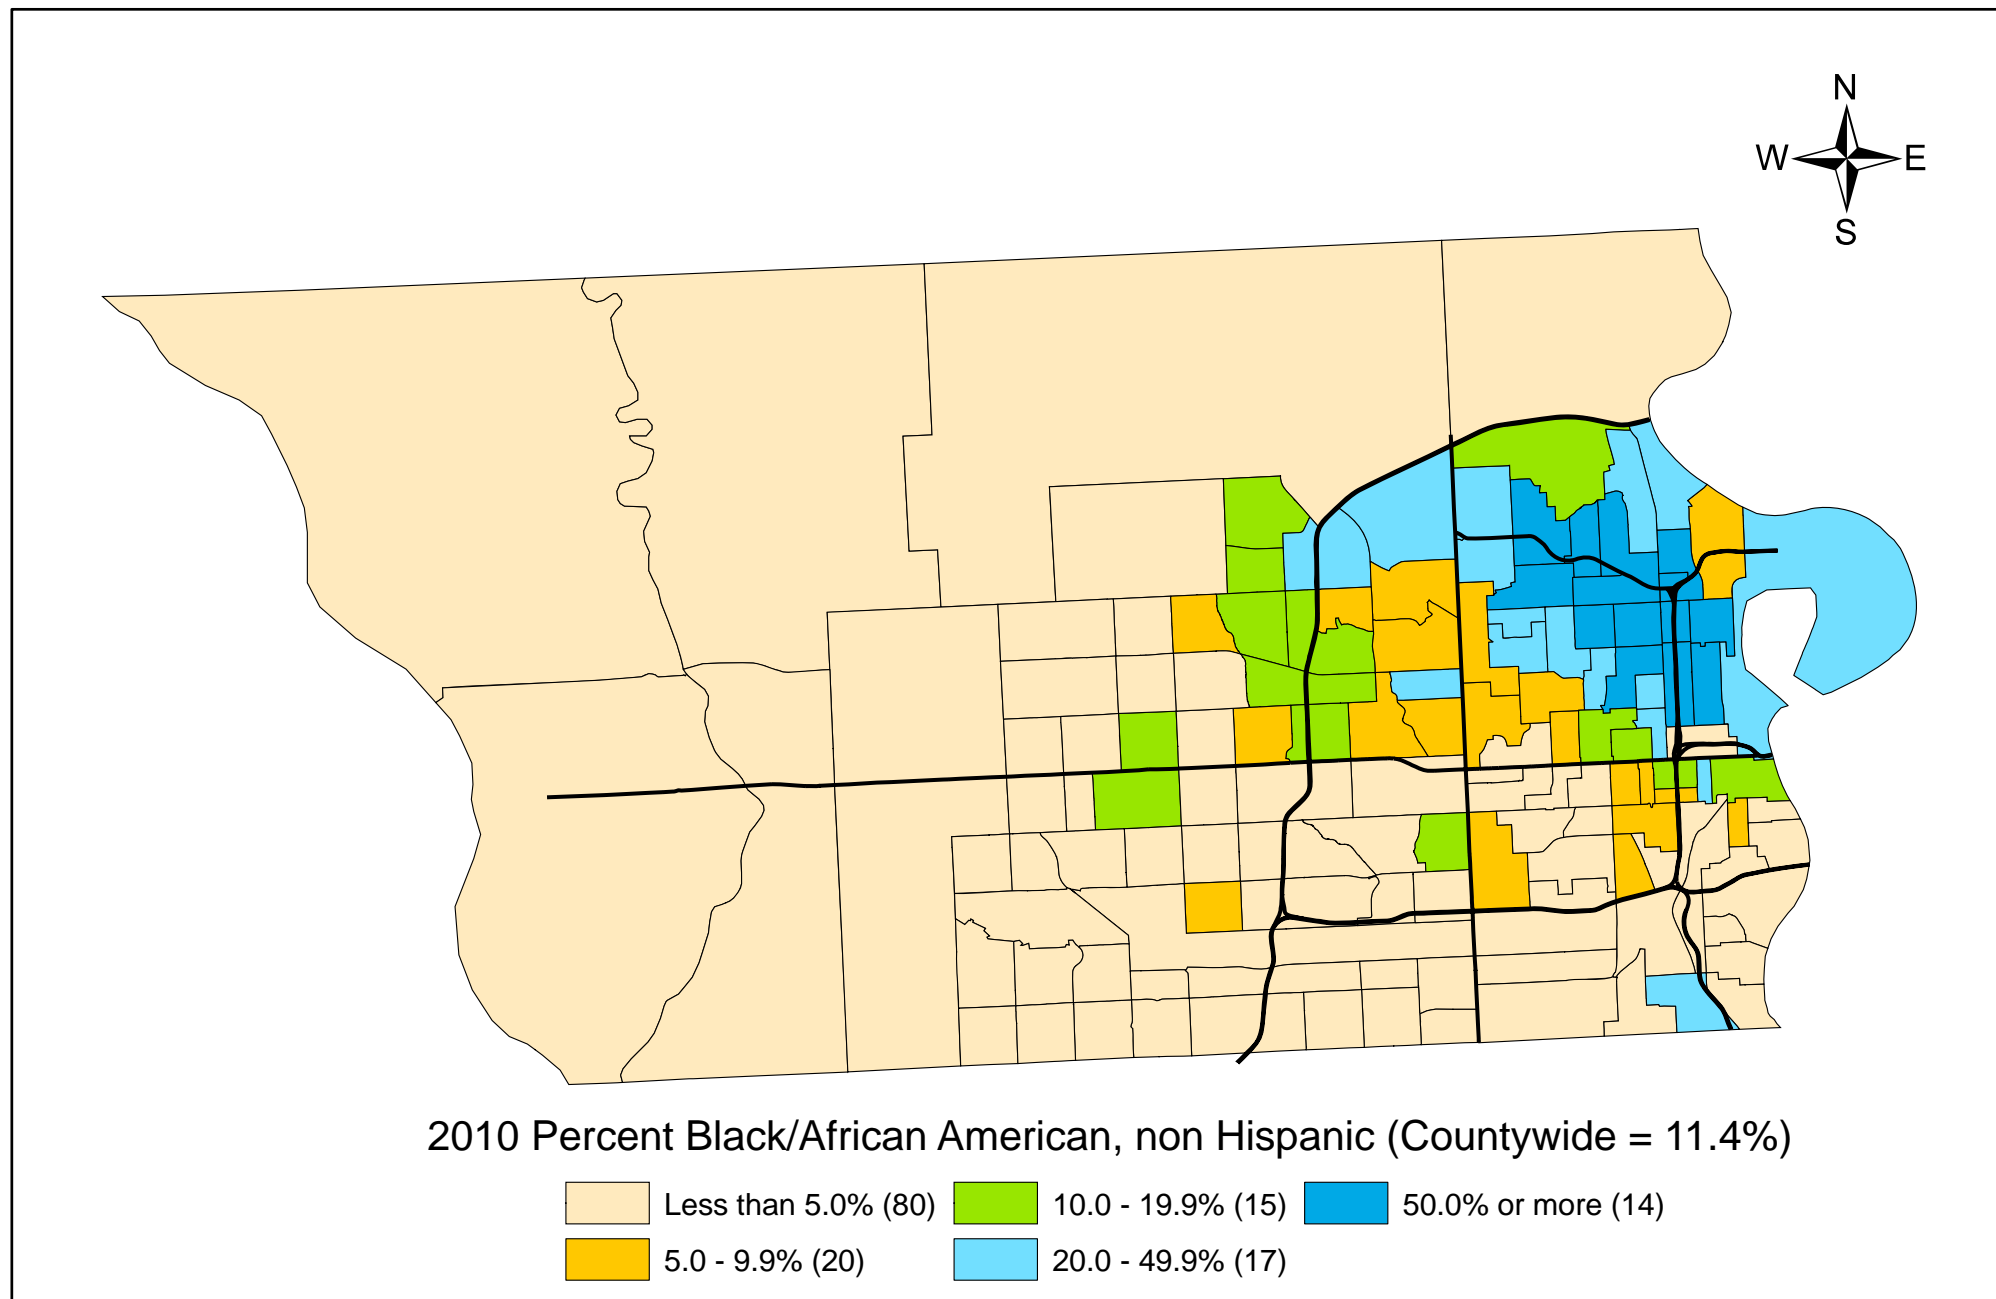 N
W E
S
2010 Percent Black/African American, non Hispanic (Countywide = 11.4%)
Less than 5.0% (80) 10.0 - 19.9% (15) 50.0% or more (14)
5.0 - 9.9% (20) 20.0 - 49.9% (17)